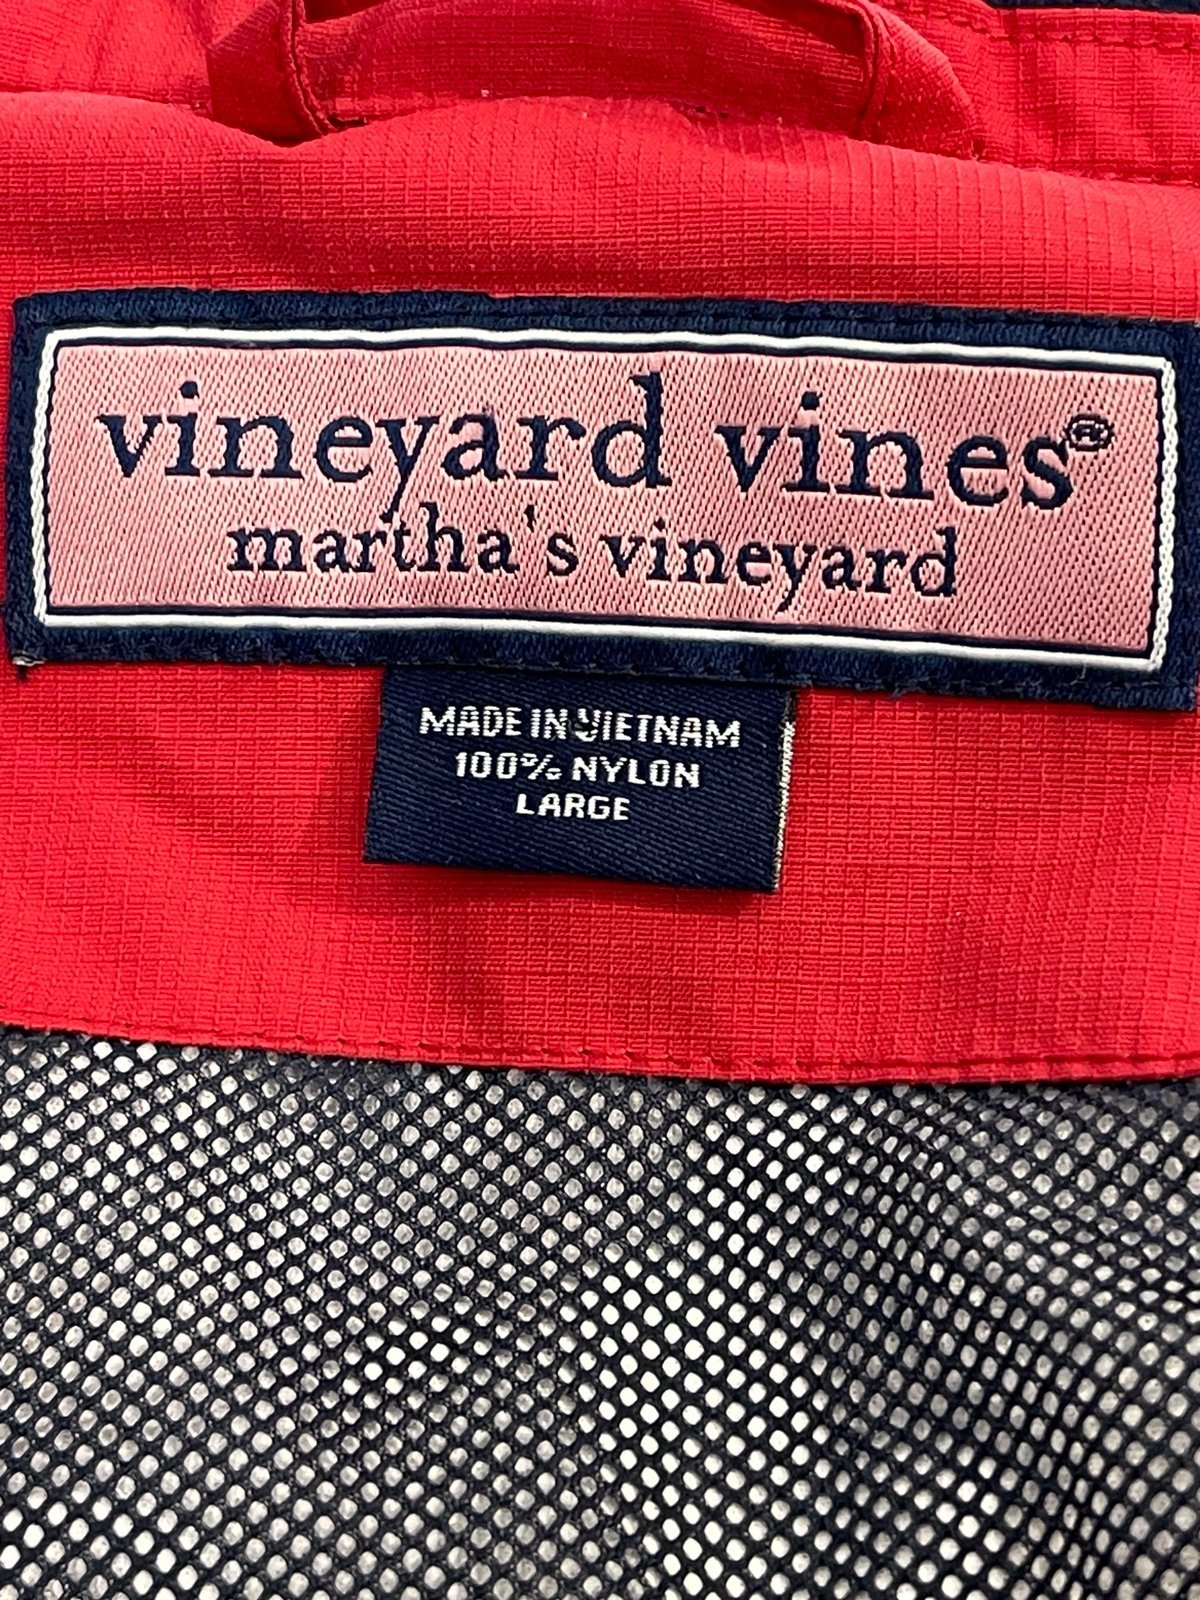 vineyard vines®
martha's vineyard
MADE IN VIETNAM
100% NYLON
LARGE